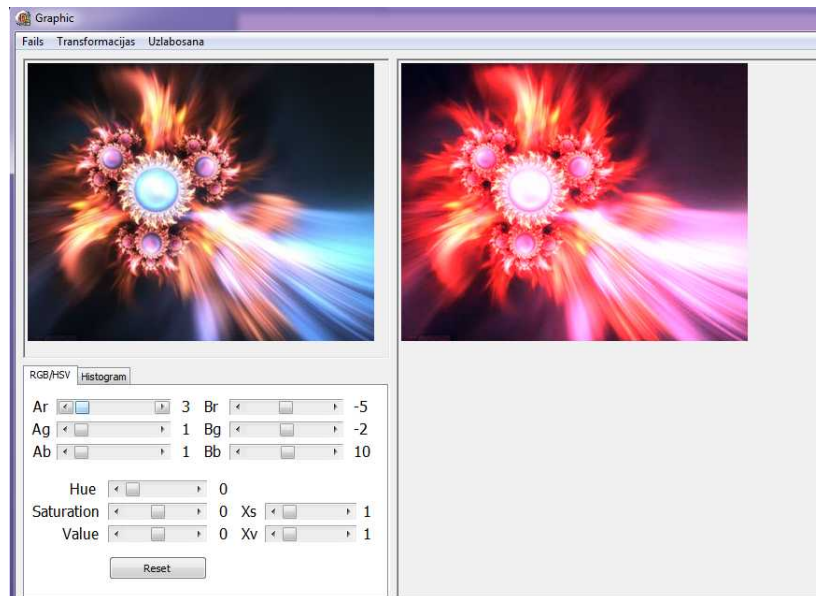 Graphic
Fails Transformacijas Uzlabosana
RGB/HSV Histogram
Ar 3 Br -5
Ag 1 Bg -2
Ab 1 Bb 10
Hue 0
Saturation 0 Xs 1
Value 0 Xv 1
Reset